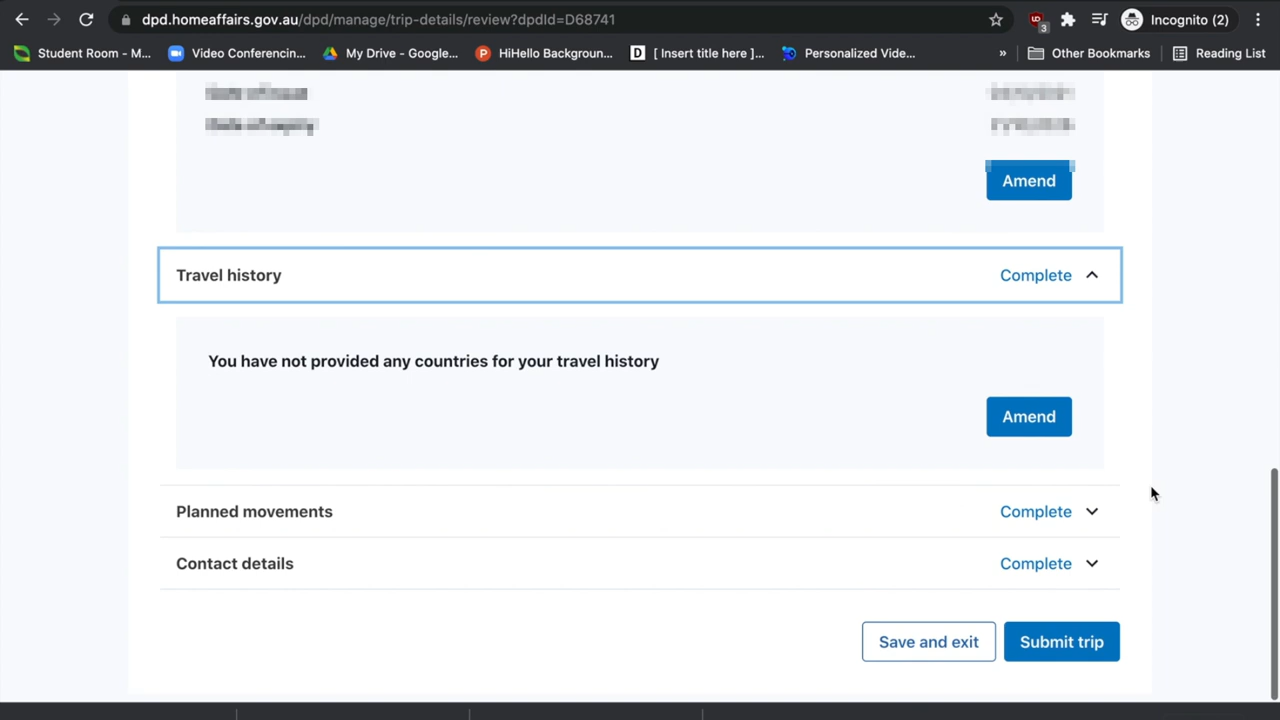 dpd.homeaffairs.gov.au/dpd/manage/trip-details/review?dpdId=D68741
3
Incognito (2)
Student Room - M...
Video Conferencin...
My Drive - Google...
P
HiHello Backgroun...
D
[ Insert title here ]...
Personalized Vide...
»
Other Bookmarks
Reading List
Amend
Travel history
Complete
You have not provided any countries for your travel history
Amend
Planned movements
Complete
Contact details
Complete
Save and exit
Submit trip